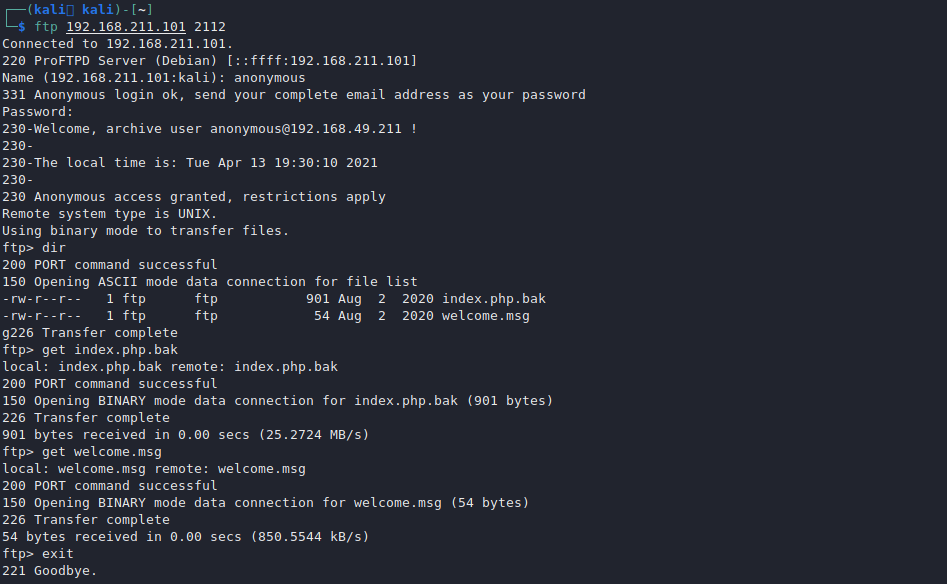 ┌──(kali kali)-[~]
└─$ ftp 192.168.211.101 2112
Connected to 192.168.211.101.
220 ProFTPD Server (Debian) [::ffff:192.168.211.101]
Name (192.168.211.101:kali): anonymous
331 Anonymous login ok, send your complete email address as your password
Password:
230-Welcome, archive user anonymous@192.168.49.211 !
230-
230-The local time is: Tue Apr 13 19:30:10 2021
230-
230 Anonymous access granted, restrictions apply
Remote system type is UNIX.
Using binary mode to transfer files.
ftp> dir
200 PORT command successful
150 Opening ASCII mode data connection for file list
-rw-r--r--   1 ftp      ftp           901 Aug  2  2020 index.php.bak
-rw-r--r--   1 ftp      ftp            54 Aug  2  2020 welcome.msg
g226 Transfer complete
ftp> get index.php.bak
local: index.php.bak remote: index.php.bak
200 PORT command successful
150 Opening BINARY mode data connection for index.php.bak (901 bytes)
226 Transfer complete
901 bytes received in 0.00 secs (25.2724 MB/s)
ftp> get welcome.msg
local: welcome.msg remote: welcome.msg
200 PORT command successful
150 Opening BINARY mode data connection for welcome.msg (54 bytes)
226 Transfer complete
54 bytes received in 0.00 secs (850.5544 kB/s)
ftp> exit
221 Goodbye.